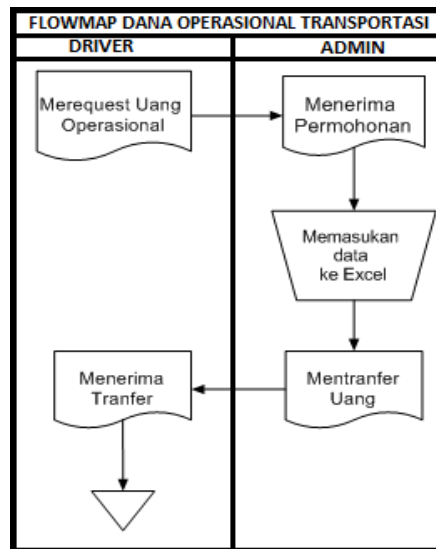 FLOWMAP DANA OPERASIONAL TRANSPORTASI
DRIVER
ADMIN
Merequest Uang
Operasional
Menerima
Permohonan
Memasukan
data
ke Excel
Menerima
Tranfer
Mentranfer
Uang